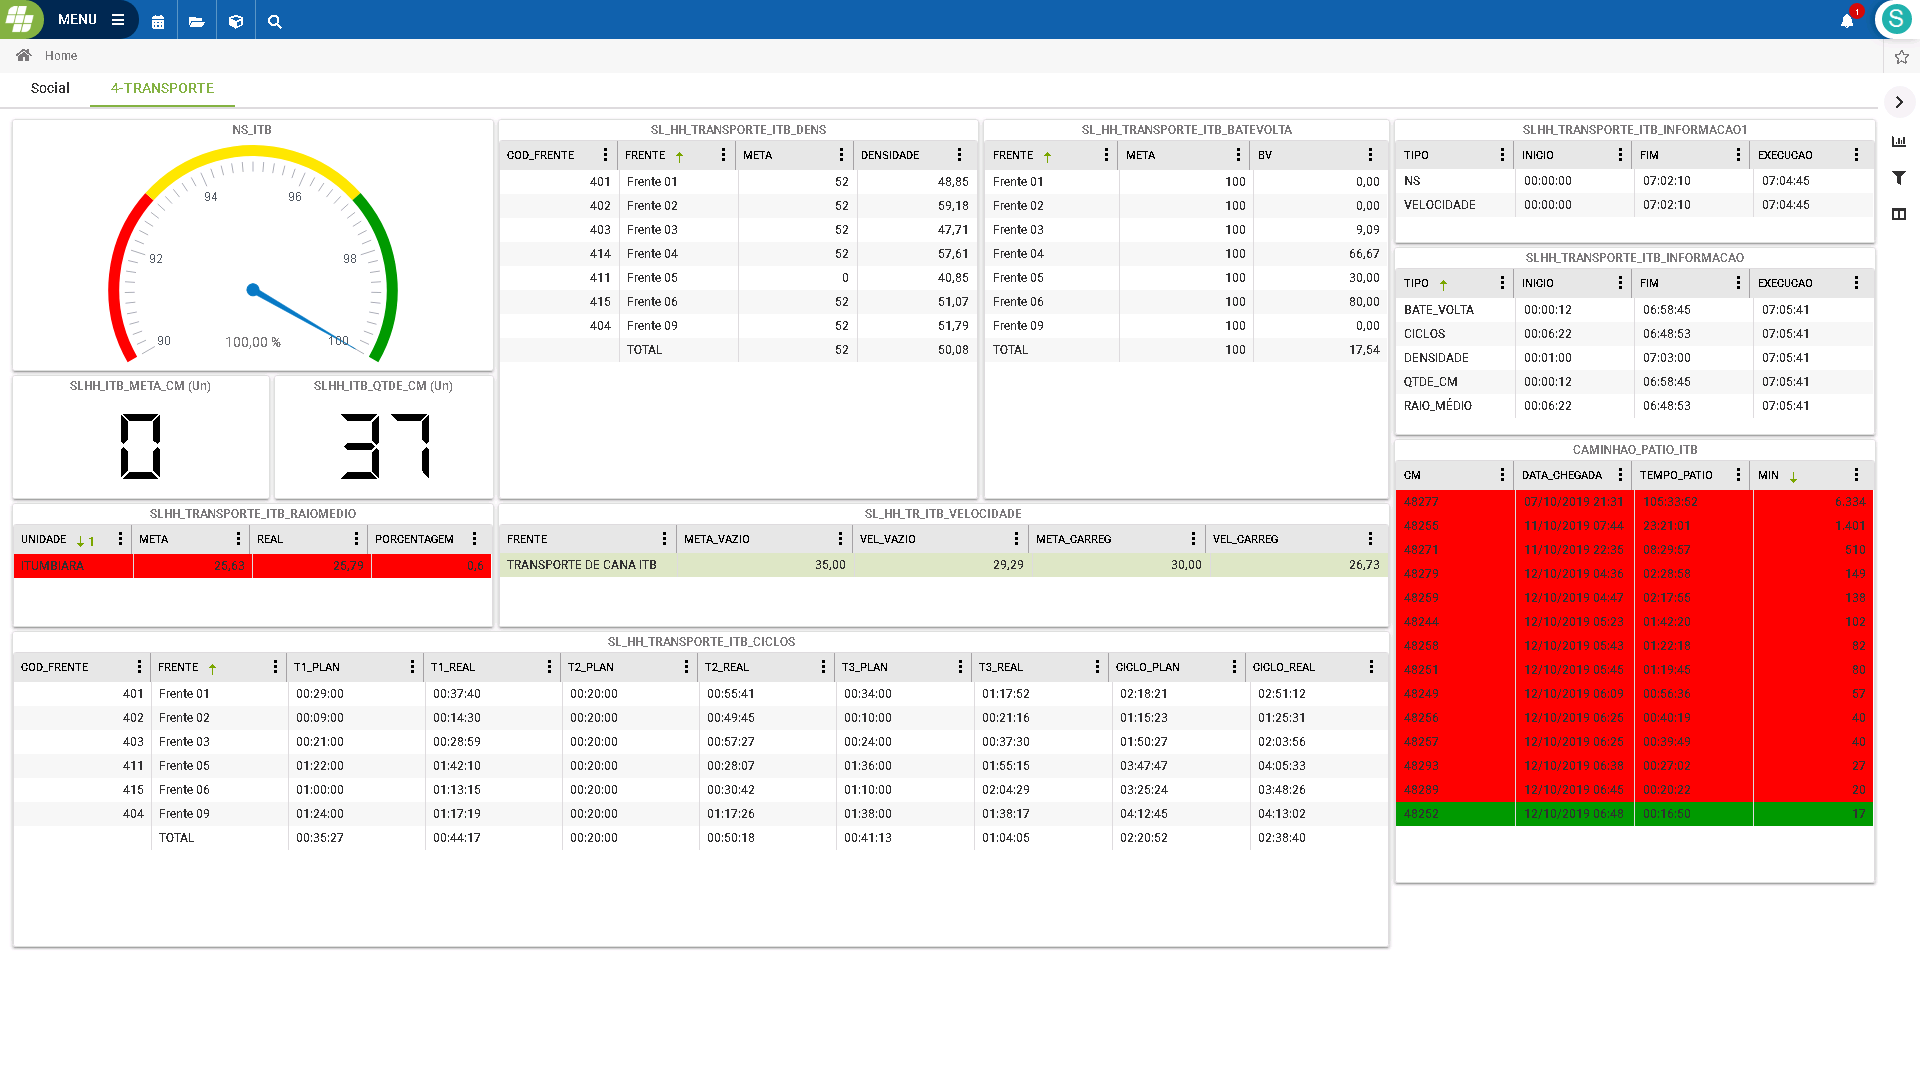 MENU
1
S
Home
Social
4-TRANSPORTE
NS_ITB
94
96
92
98
90
100,00 %
100
SLHH_ITB_META_CM (Un)
0
SLHH_ITB_QTDE_CM (Un)
37
SL_HH_TRANSPORTE_ITB_DENS
COD_FRENTE FRENTE META DENSIDADE
401 Frente 01 52 48,85
402 Frente 02 52 59,18
403 Frente 03 52 47,71
414 Frente 04 52 57,61
411 Frente 05 0 40,85
415 Frente 06 52 51,07
404 Frente 09 52 51,79
TOTAL 52 50,08
SL_HH_TRANSPORTE_ITB_BATEVOLTA
FRENTE META BV
Frente 01 100 0,00
Frente 02 100 0,00
Frente 03 100 9,09
Frente 04 100 66,67
Frente 05 100 30,00
Frente 06 100 80,00
Frente 09 100 0,00
TOTAL 100 17,54
SLHH_TRANSPORTE_ITB_INFORMACAO1
TIPO INICIO FIM EXECUCAO
NS 00:00:00 07:02:10 07:04:45
VELOCIDADE 00:00:00 07:02:10 07:04:45
SLHH_TRANSPORTE_ITB_INFORMACAO
TIPO INICIO FIM EXECUCAO
BATE_VOLTA 00:00:12 06:58:45 07:05:41
CICLOS 00:06:22 06:48:53 07:05:41
DENSIDADE 00:01:00 07:03:00 07:05:41
QTDE_CM 00:00:12 06:58:45 07:05:41
RAIO_MÉDIO 00:06:22 06:48:53 07:05:41
SLHH_TRANSPORTE_ITB_RAIOMEDIO
UNIDADE 1 META REAL PORCENTAGEM
ITUMBIARA 25,63 25,79 0,6
SL_HH_TR_ITB_VELOCIDADE
FRENTE META_VAZIO VEL_VAZIO META_CARREG VEL_CARREG
TRANSPORTE DE CANA ITB 35,00 29,29 30,00 26,73
SL_HH_TRANSPORTE_ITB_CICLOS
COD_FRENTE FRENTE T1_PLAN T1_REAL T2_PLAN T2_REAL T3_PLAN T3_REAL CICLO_PLAN CICLO_REAL
401 Frente 01 00:29:00 00:37:40 00:20:00 00:55:41 00:34:00 01:17:52 02:18:21 02:51:12
402 Frente 02 00:09:00 00:14:30 00:20:00 00:49:45 00:10:00 00:21:16 01:15:23 01:25:31
403 Frente 03 00:21:00 00:28:59 00:20:00 00:57:27 00:24:00 00:37:30 01:50:27 02:03:56
411 Frente 05 01:22:00 01:42:10 00:20:00 00:28:07 01:36:00 01:55:15 03:47:47 04:05:33
415 Frente 06 01:00:00 01:13:15 00:20:00 00:30:42 01:10:00 02:04:29 03:25:24 03:48:26
404 Frente 09 01:24:00 01:17:19 00:20:00 01:17:26 01:38:00 01:38:17 04:12:45 04:13:02
TOTAL 00:35:27 00:44:17 00:20:00 00:50:18 00:41:13 01:04:05 02:20:52 02:38:40
CAMINHAO_PATIO_ITB
CM DATA_CHEGADA TEMPO_PATIO MIN
48277 07/10/2019 21:31 105:33:52 6.334
48255 11/10/2019 07:44 23:21:01 1.401
48271 11/10/2019 22:35 08:29:57 510
48279 12/10/2019 04:36 02:28:58 149
48259 12/10/2019 04:47 02:17:55 138
48244 12/10/2019 05:23 01:42:20 102
48258 12/10/2019 05:43 01:22:18 82
48251 12/10/2019 05:45 01:19:45 80
48249 12/10/2019 06:09 00:56:36 57
48256 12/10/2019 06:25 00:40:19 40
48257 12/10/2019 06:25 00:39:49 40
48293 12/10/2019 06:38 00:27:02 27
48289 12/10/2019 06:45 00:20:22 20
48252 12/10/2019 06:48 00:16:50 17